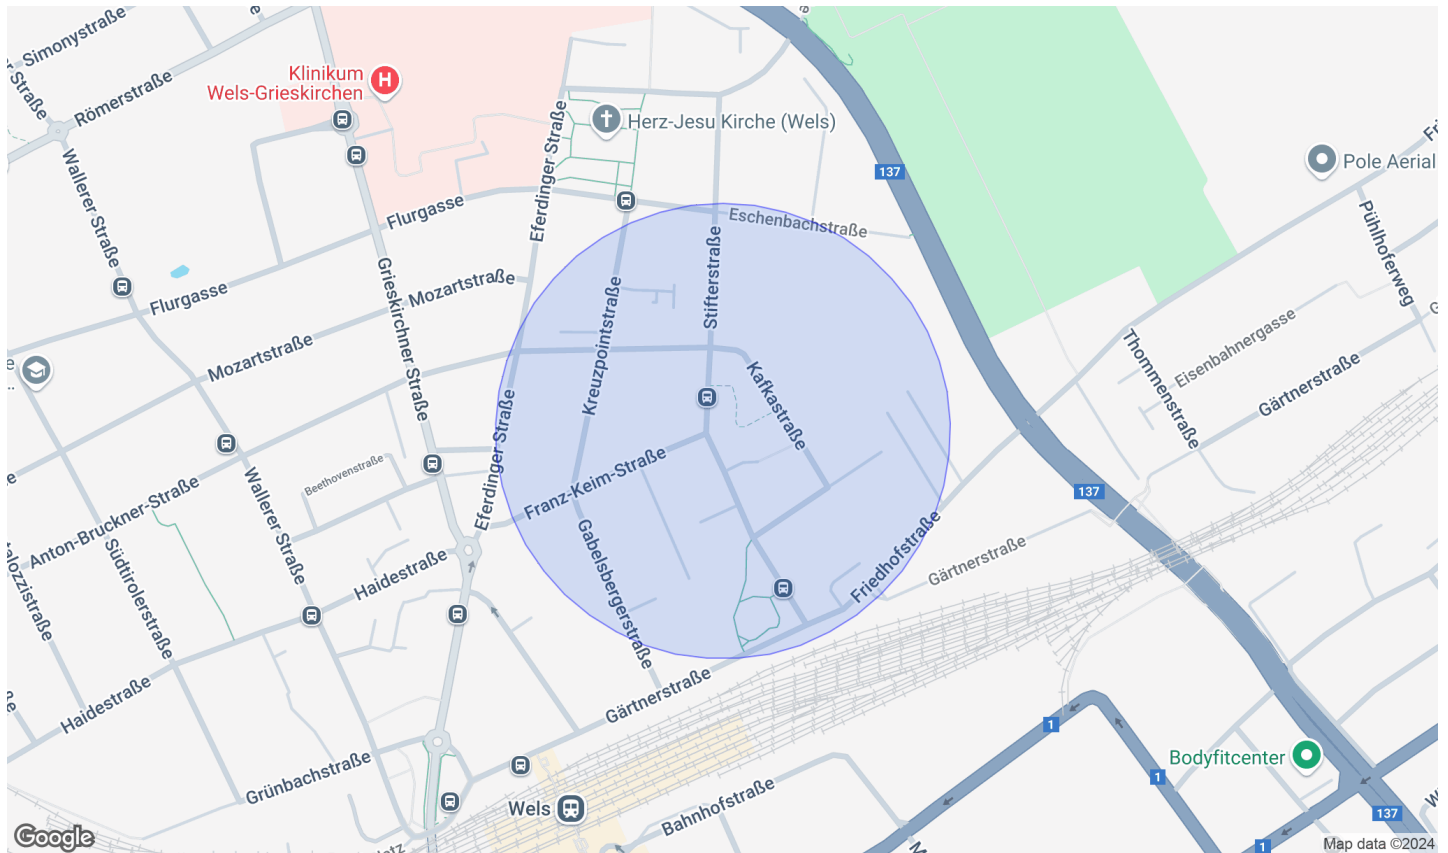 Simonystraße
Römerstraße
Klinikum
Wels-Grieskirchen
H
Herz-Jesu Kirche (Wels)
137
Pole Aerial
Wallerer Straße
Eferdinger Straße
Flurgasse
Eschenbachstraße
Pühlhoferweg
Grieskirchner Straße
Mozartstraße
Flurgasse
Kreuzpointstraße
Stifterstraße
Mozartstraße
Kafkastraße
Thommenstraße
Eisenbahnergasse
Gärtnerstraße
Eferdinger Straße
Franz-Keim-Straße
Beethovenstraße
Anton-Bruckner-Straße
Wallerer Straße
137
Südtirolerstraße
Haidestraße
Gabelsbergerstraße
Friedhofstraße
Gärtnerstraße
Haidestraße
Gärtnerstraße
Grünbachstraße
1
Bodyfitcenter
1
Wels
Bahnhofstraße
137
1
Google
Map data ©2024